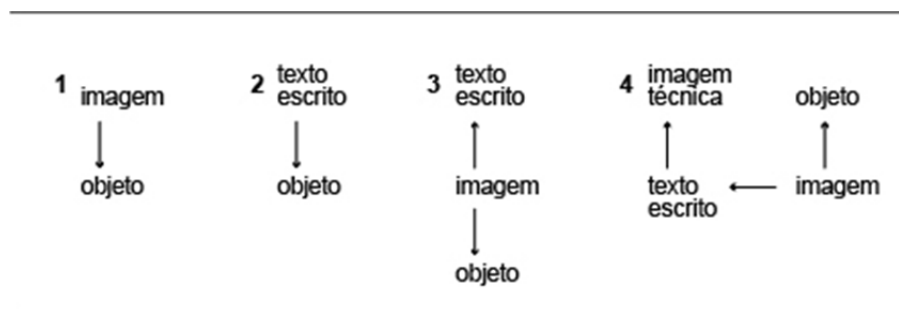 1 imagem
objeto
2 texto
escrito
objeto
3 texto
escrito
imagem
objeto
4 imagem
técnica
objeto
texto
escrito
imagem